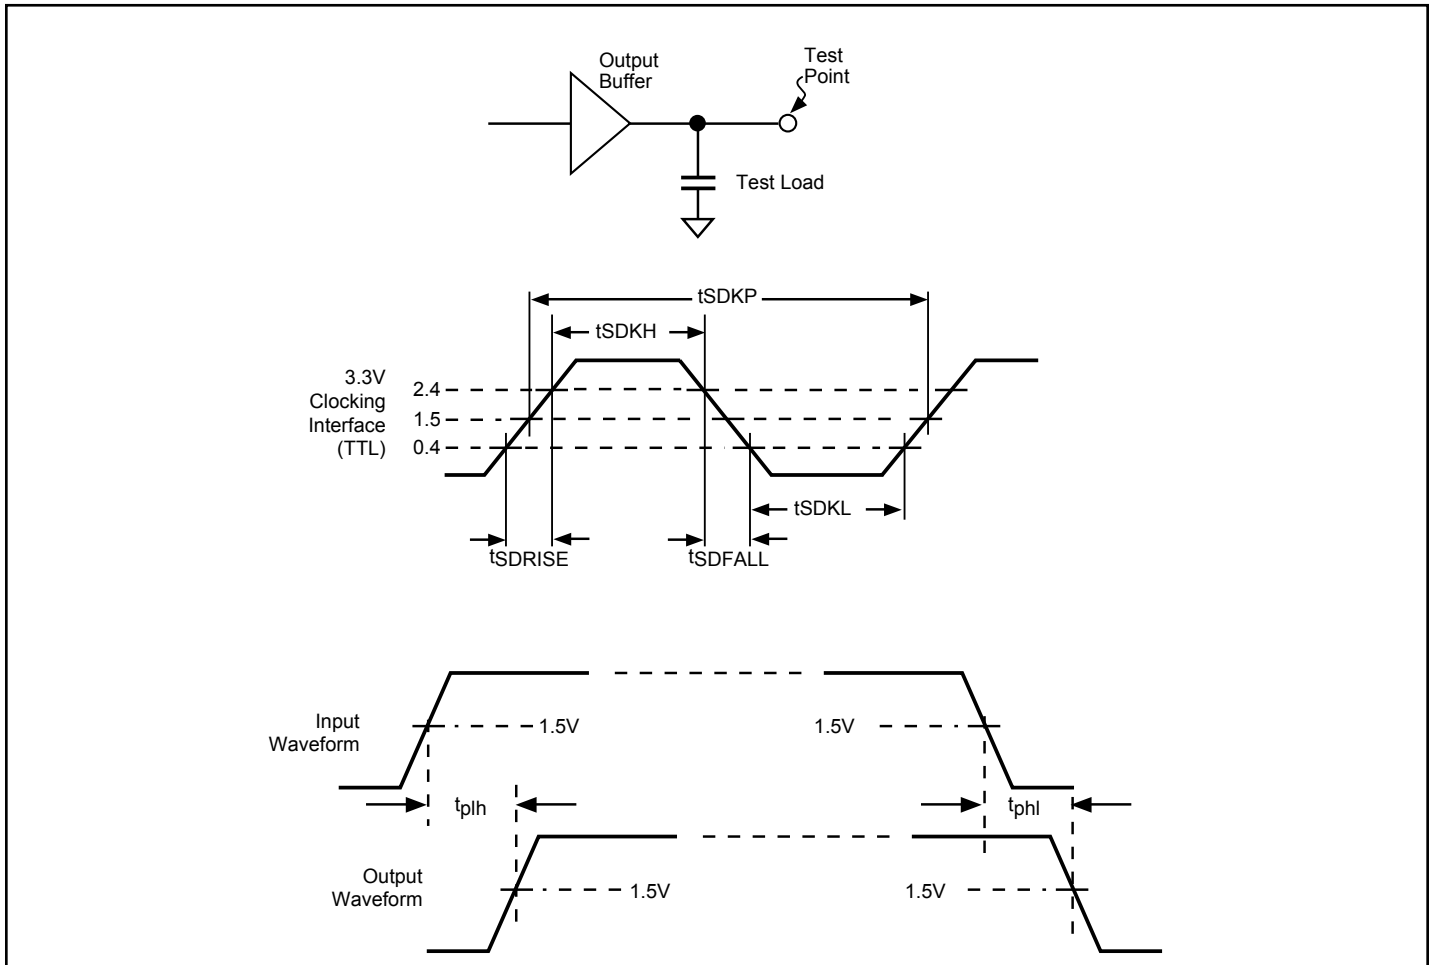 Output
Buffer
Test
Point
Test Load
tSDKP
tSDKH
3.3V
Clocking
Interface
(TTL)
2.4
1.5
0.4
tSDKL
tSDRISE
tSDFALL
Input
Waveform
1.5V
1.5V
tplh
tphl
Output
Waveform
1.5V
1.5V